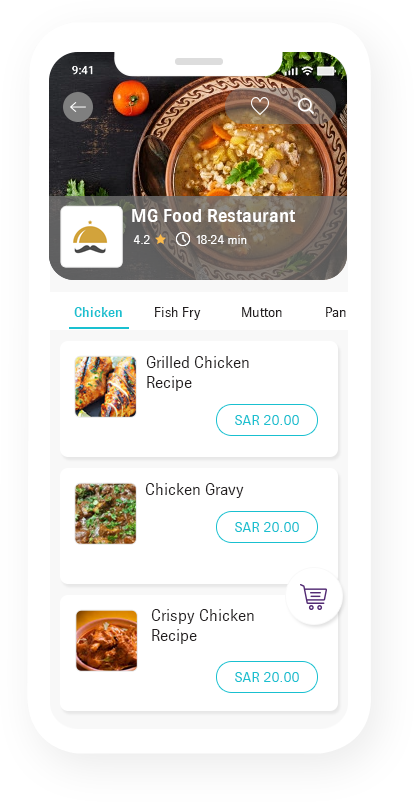 9:41
MG Food Restaurant
4.2 18-24 min
Chicken Fish Fry Mutton Pan
Grilled Chicken
Recipe
SAR 20.00
Chicken Gravy
SAR 20.00
Crispy Chicken
Recipe
SAR 20.00